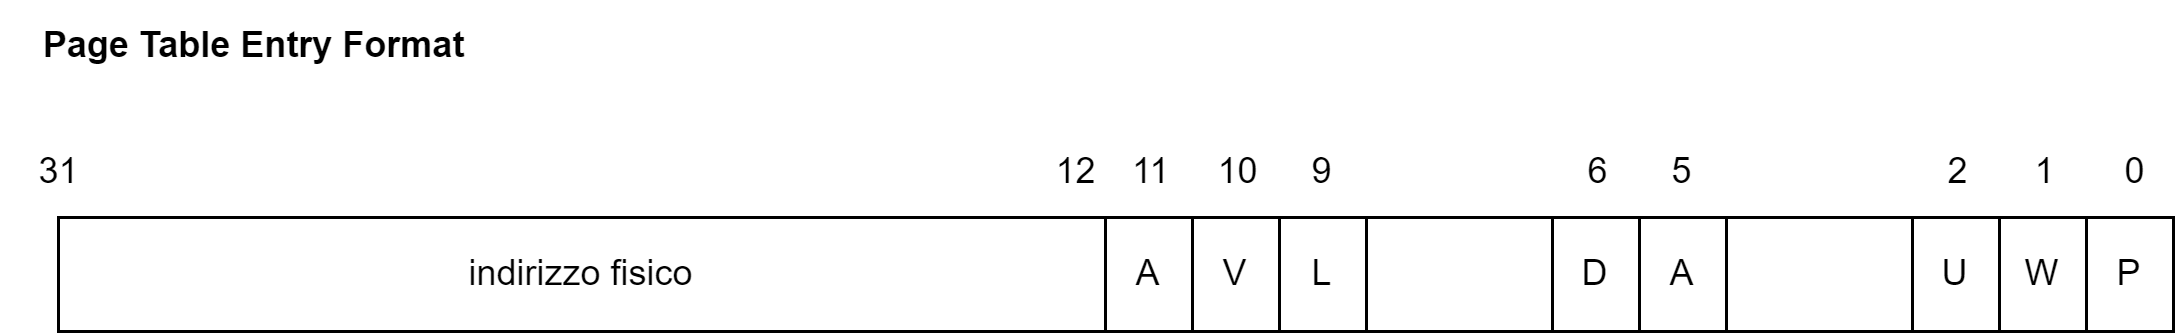 Page Table Entry Format
31 12 11 10 9 6 5 2 1 0
indirizzo fisico A V L D A U W P